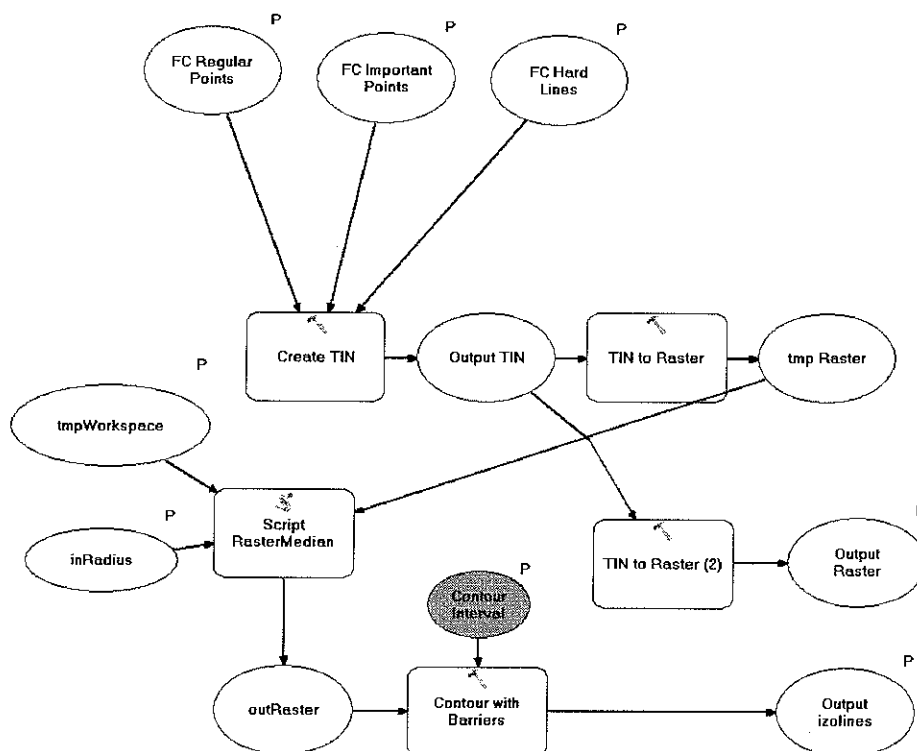 P
P
P
FC Regular
Points
FC Important
Points
FC Hard
Lines
Create TIN
Output TIN
TIN to Raster
tmp Raster
P
tmpWorkspace
P
inRadius
Script
RasterMedian
TIN to Raster (2)
Output
Raster
P
Contour
Interval
outRaster
Contour with
Barriers
P
Output
izolines